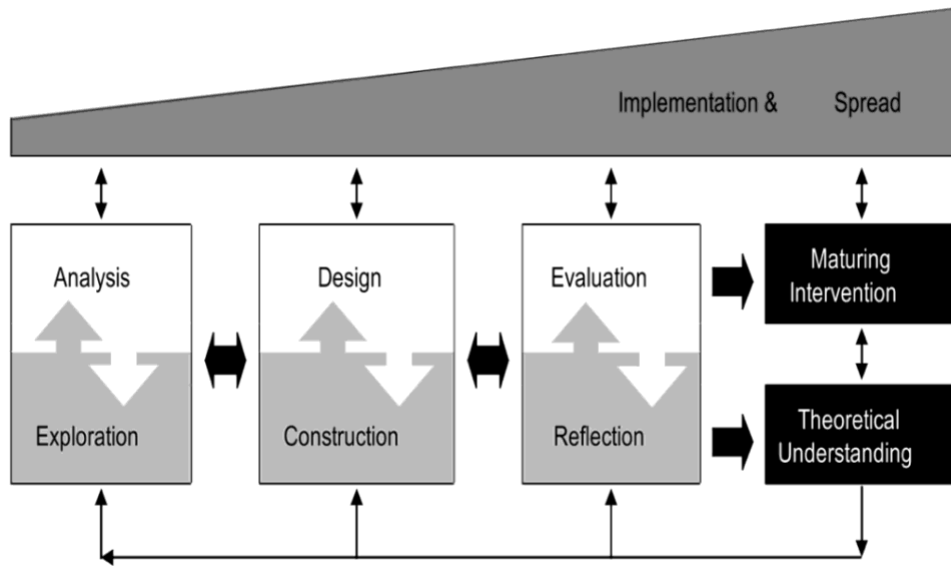 Implementation & Spread
Analysis
Exploration
Design
Construction
Evaluation
Reflection
Maturing
Intervention
Theoretical
Understanding